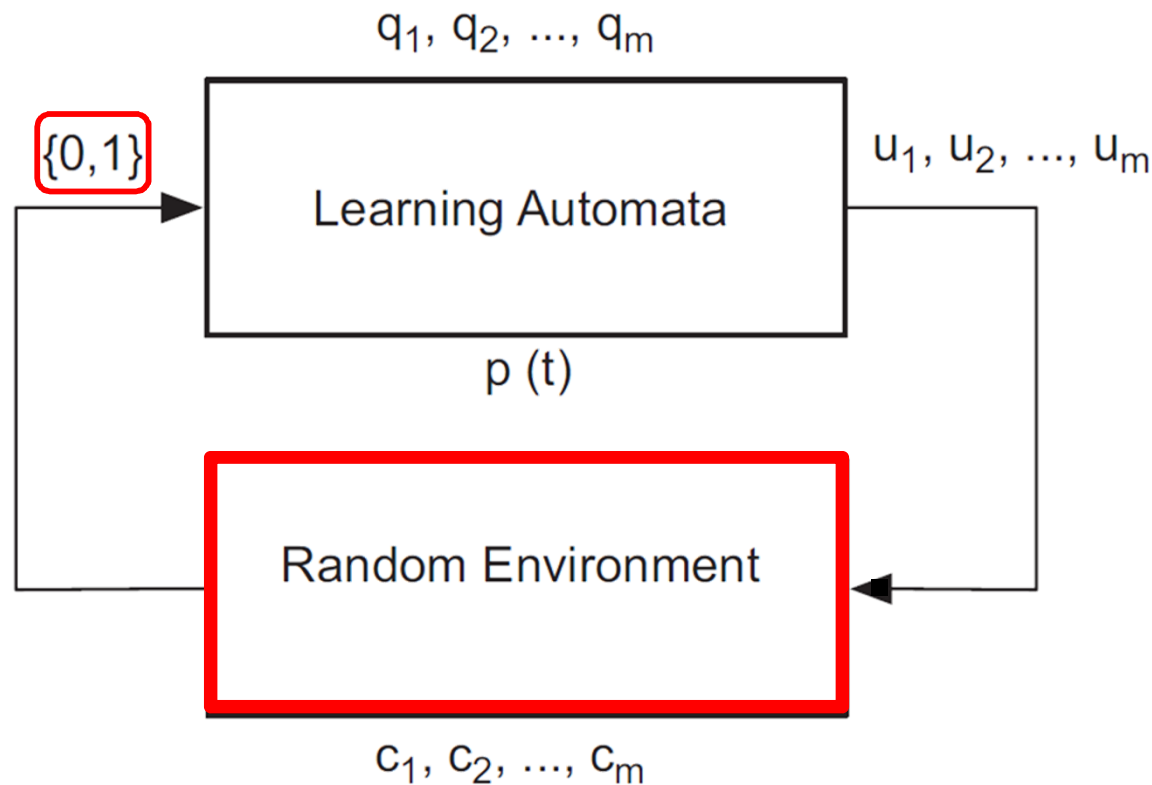 q1, q2, ..., qm
{0,1}
u1, u2, ..., um
Learning Automata
p (t)
Random Environment
c1, c2, ..., cm